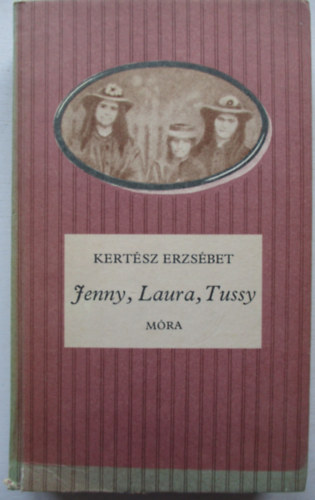 KERTÉSZ ERZSÉBET
Jenny, Laura, Tussy
MÓRA